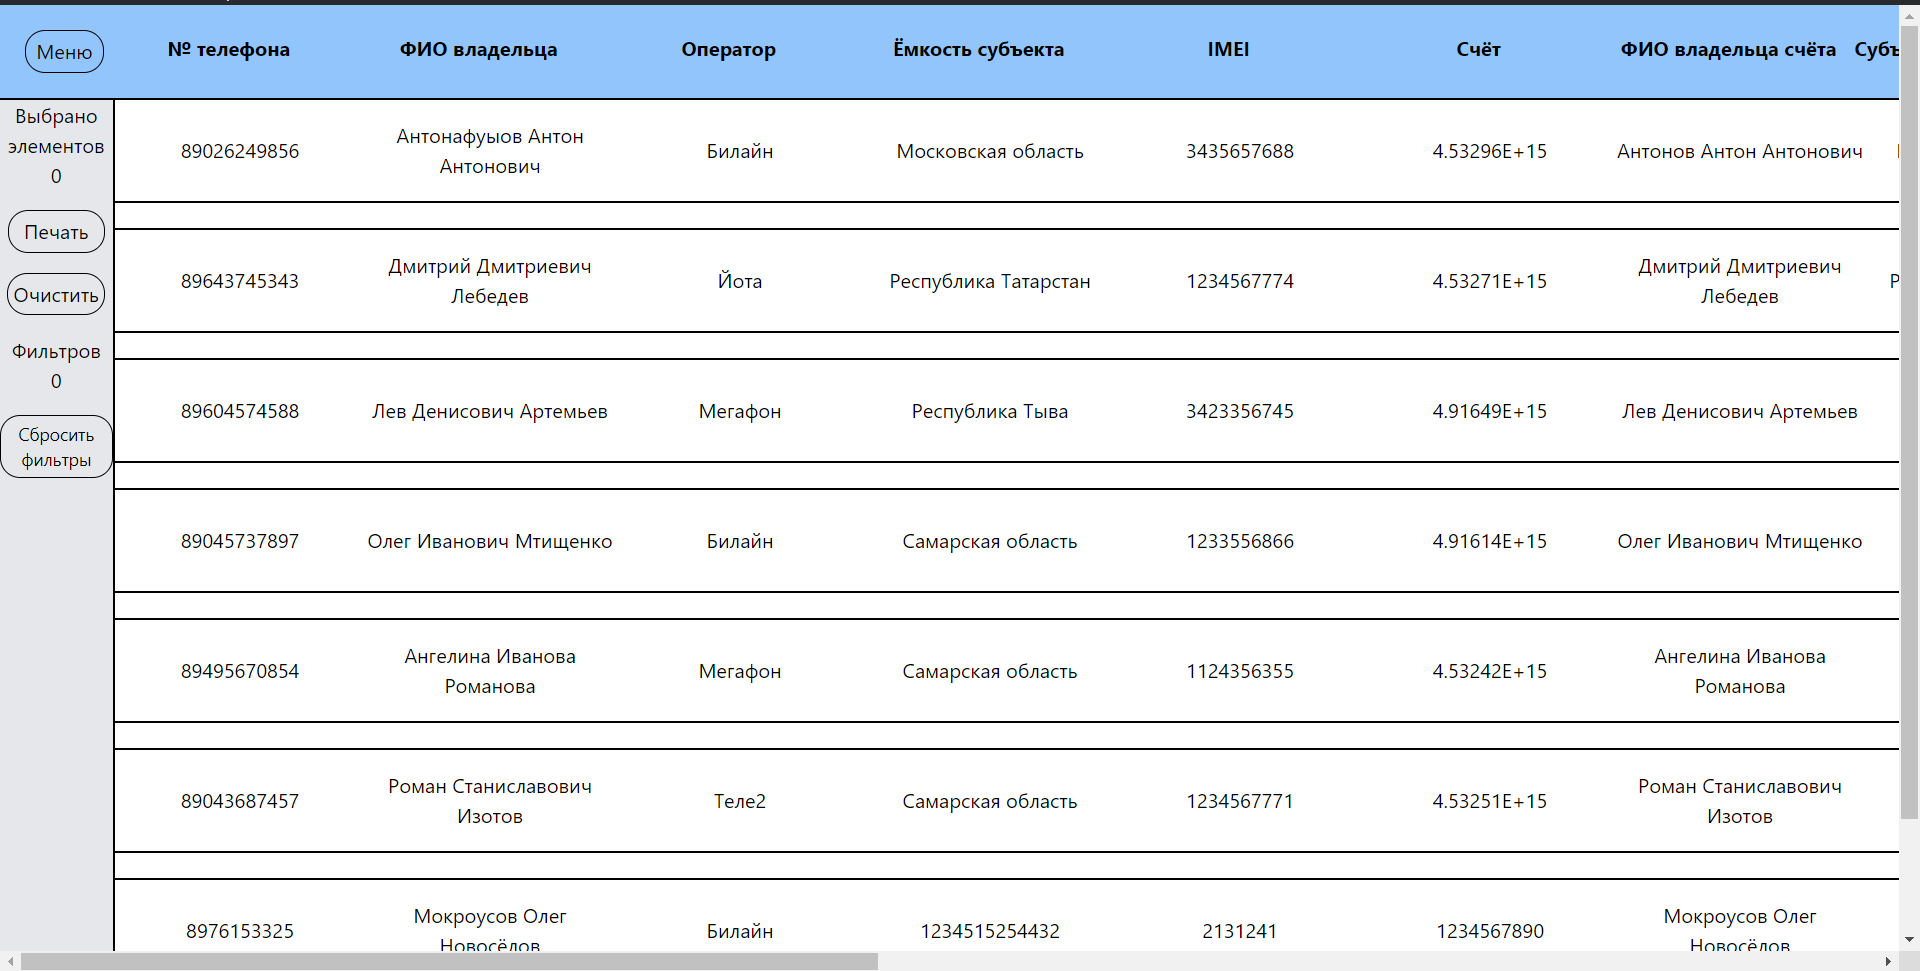 Меню
№ телефона ФИО владельца Оператор Ёмкость субъекта IMEI Счёт ФИО владельца счёта
Выбрано
элементов
0
Печать
Очистить
Фильтров
0
Сбросить
фильтры
89026249856 Антонафуыов Антон
Антонович Билайн Московская область 3435657688 4.53296E+15 Антонов Антон Антонович
89643745343 Дмитрий Дмитриевич
Лебедев Йота Республика Татарстан 1234567774 4.53271E+15 Дмитрий Дмитриевич
Лебедев
89604574588 Лев Денисович Артемьев Мегафон Республика Тыва 3423356745 4.91649E+15 Лев Денисович Артемьев
89045737897 Олег Иванович Мтищенко Билайн Самарская область 1233556866 4.91614E+15 Олег Иванович Мтищенко
89495670854 Ангелина Иванова
Романова Мегафон Самарская область 1124356355 4.53242E+15 Ангелина Иванова
Романова
89043687457 Роман Станиславович
Изотов Теле2 Самарская область 1234567771 4.53251E+15 Роман Станиславович
Изотов
8976153325 Мокроусов Олег
Новосёлов Билайн 1234515254432 2131241 1234567890 Мокроусов Олег
Новосёлов